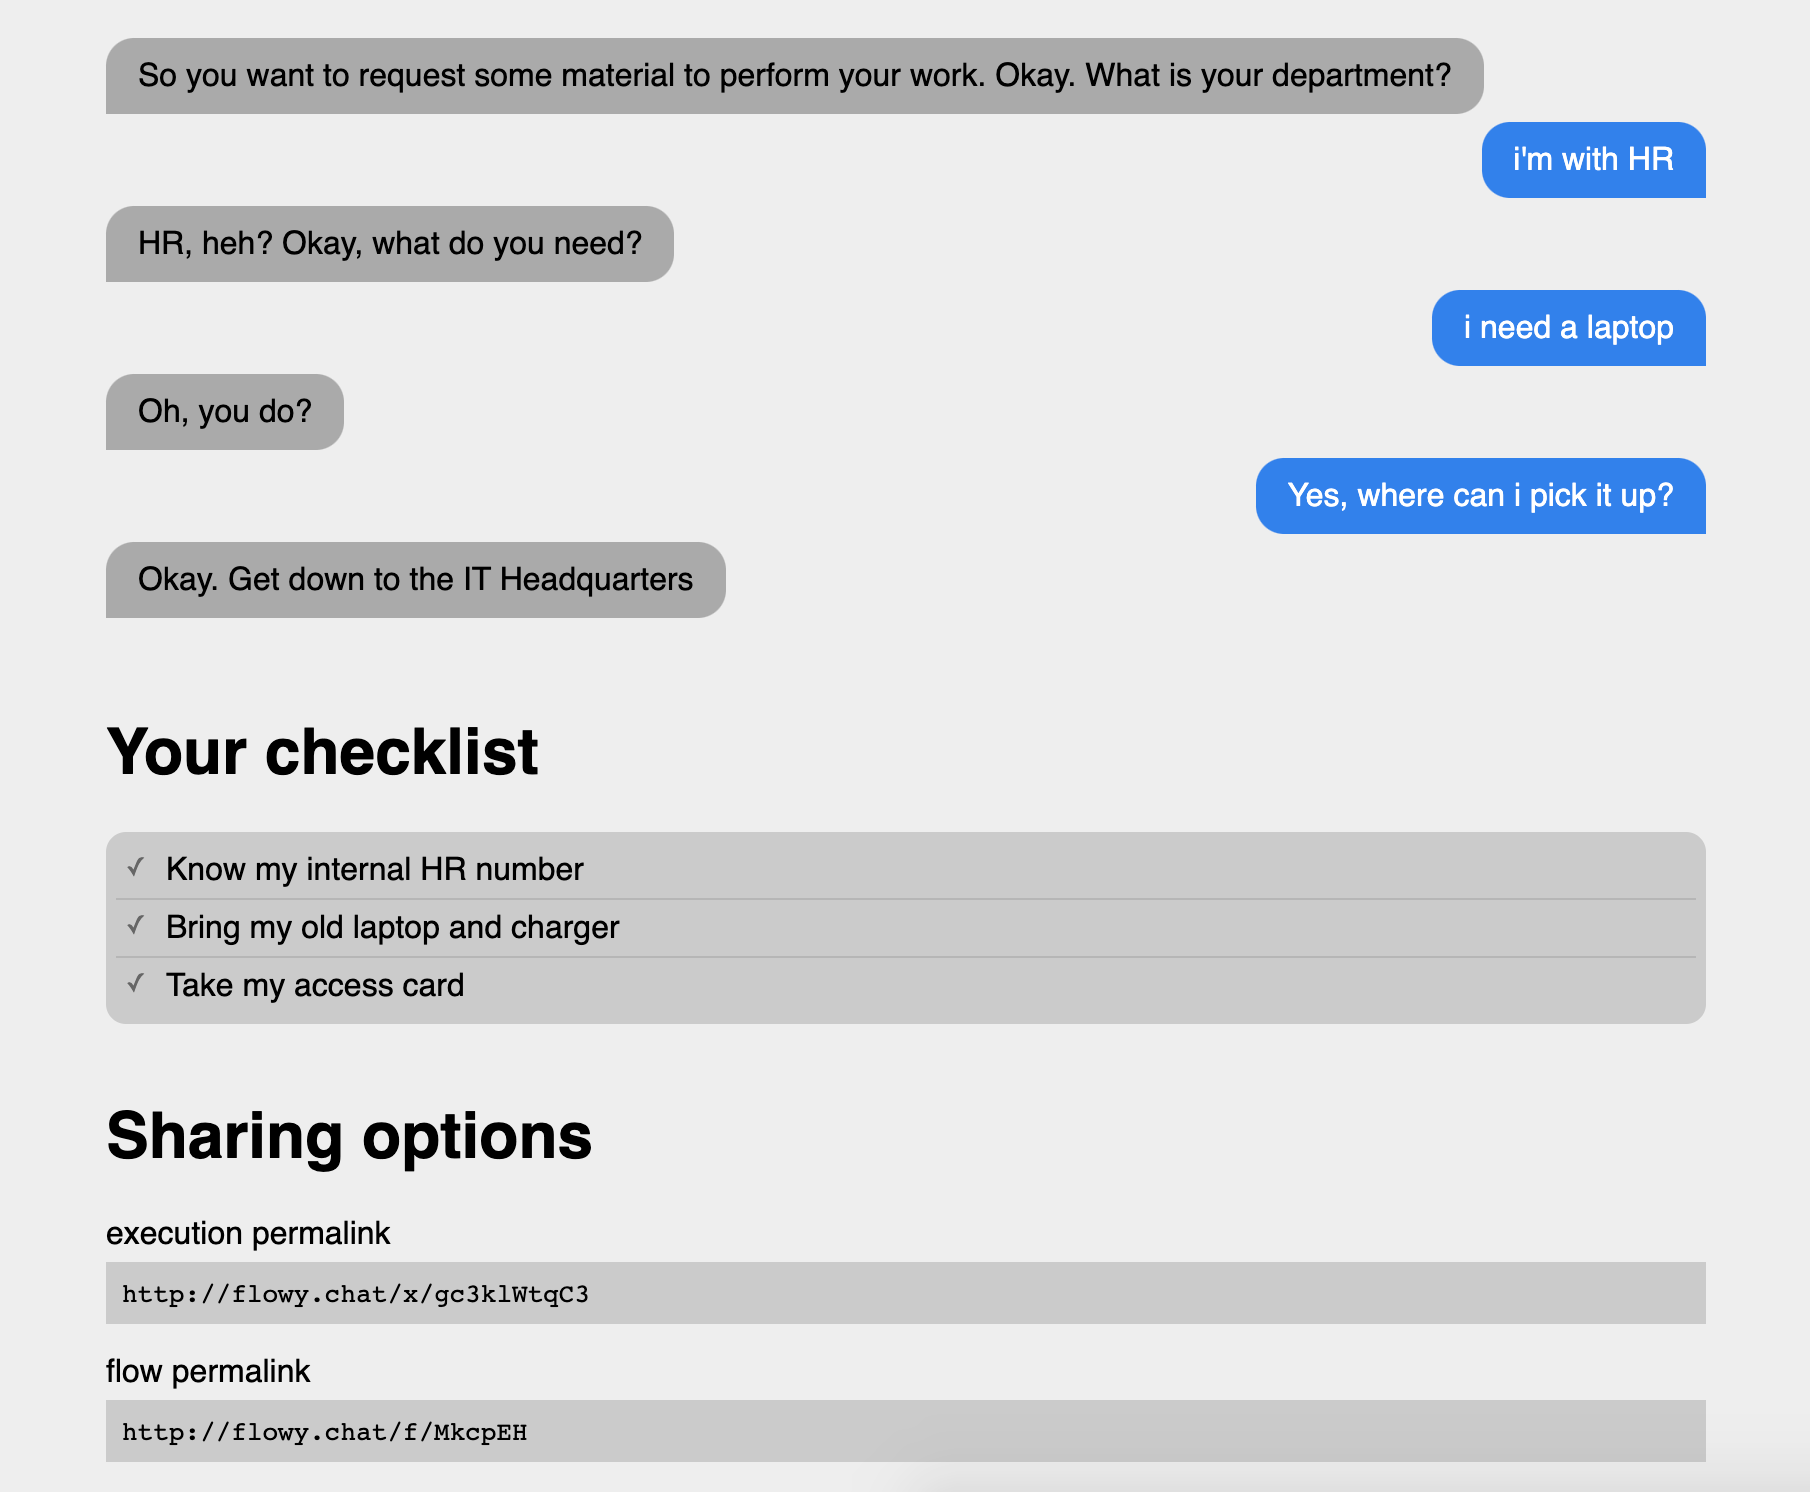 So you want to request some material to perform your work. Okay. What is your department?
i'm with HR
HR, heh? Okay, what do you need?
i need a laptop
Oh, you do?
Yes, where can i pick it up?
Okay. Get down to the IT Headquarters
Your checklist
✓ Know my internal HR number
✓ Bring my old laptop and charger
✓ Take my access card
Sharing options
execution permalink
http://flowy.chat/x/gc3klWtqC3
flow permalink
http://flowy.chat/f/MkcpEH